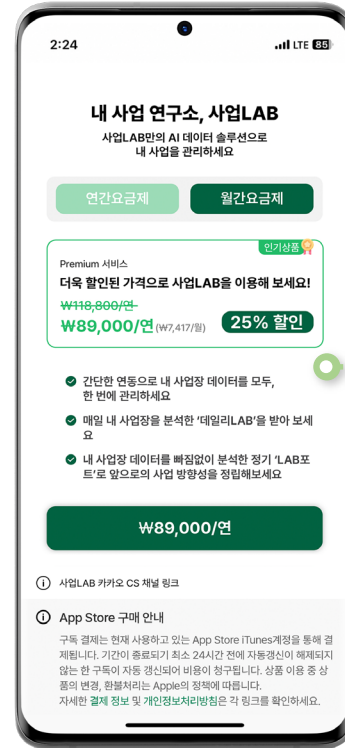 2:24
LTE 85
내 사업 연구소, 사업LAB
사업LAB만의 AI 데이터 솔루션으로
내 사업을 관리하세요
연간요금제
월간요금제
인기상품
Premium 서비스
더욱 할인된 가격으로 사업LAB을 이용해 보세요!
₩118,800/연
₩89,000/연(₩7,417/월)
25% 할인
간단한 연동으로 내 사업장 데이터를 모두,
한 번에 관리하세요
매일 내 사업장을 분석한 ‘데일리LAB’을 받아 보세
요
내 사업장 데이터를 빠짐없이 분석한 정기 ‘LAB포
트’로 앞으로의 사업 방향성을 정립해보세요
₩89,000/연
사업LAB 카카오 CS 채널 링크
App Store 구매 안내
구독 결제는 현재 사용하고 있는 App Store iTunes계정을 통해 결
제됩니다. 기간이 종료되기 최소 24시간 전에 자동갱신이 해제되지
않는 한 구독이 자동 갱신되어 비용이 청구됩니다. 상품 이용 중 상
품의 변경, 환불처리는 Apple의 정책에 따릅니다.
자세한 결제 정보 및 개인정보처리방침은 각 링크를 확인하세요.